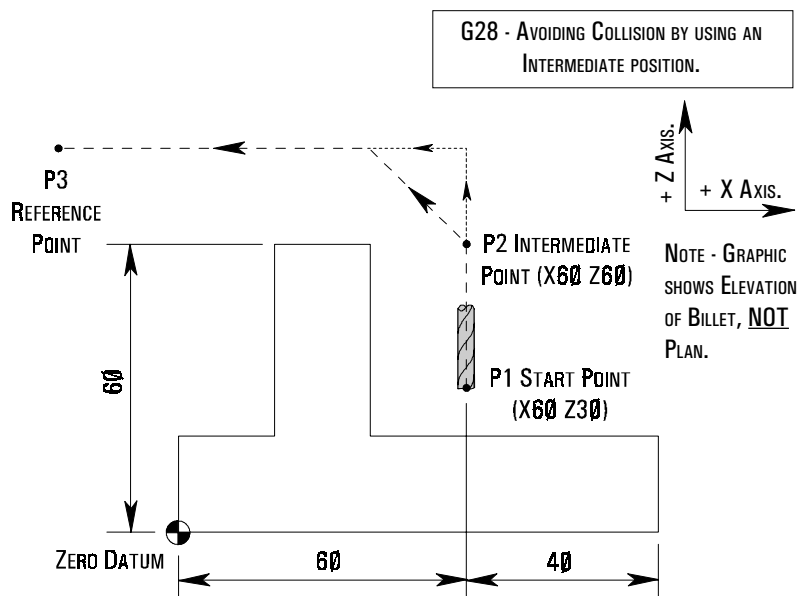 G28 - Avoiding Collision by using an
Intermediate position.
+ Z Axis.
+ X Axis.
P3
Reference
Point
P2 Intermediate
Point (X60 Z60)
Note - Graphic
shows Elevation
of Billet, NOT
Plan.
60
P1 Start Point
(X60 Z30)
Zero Datum
60
40